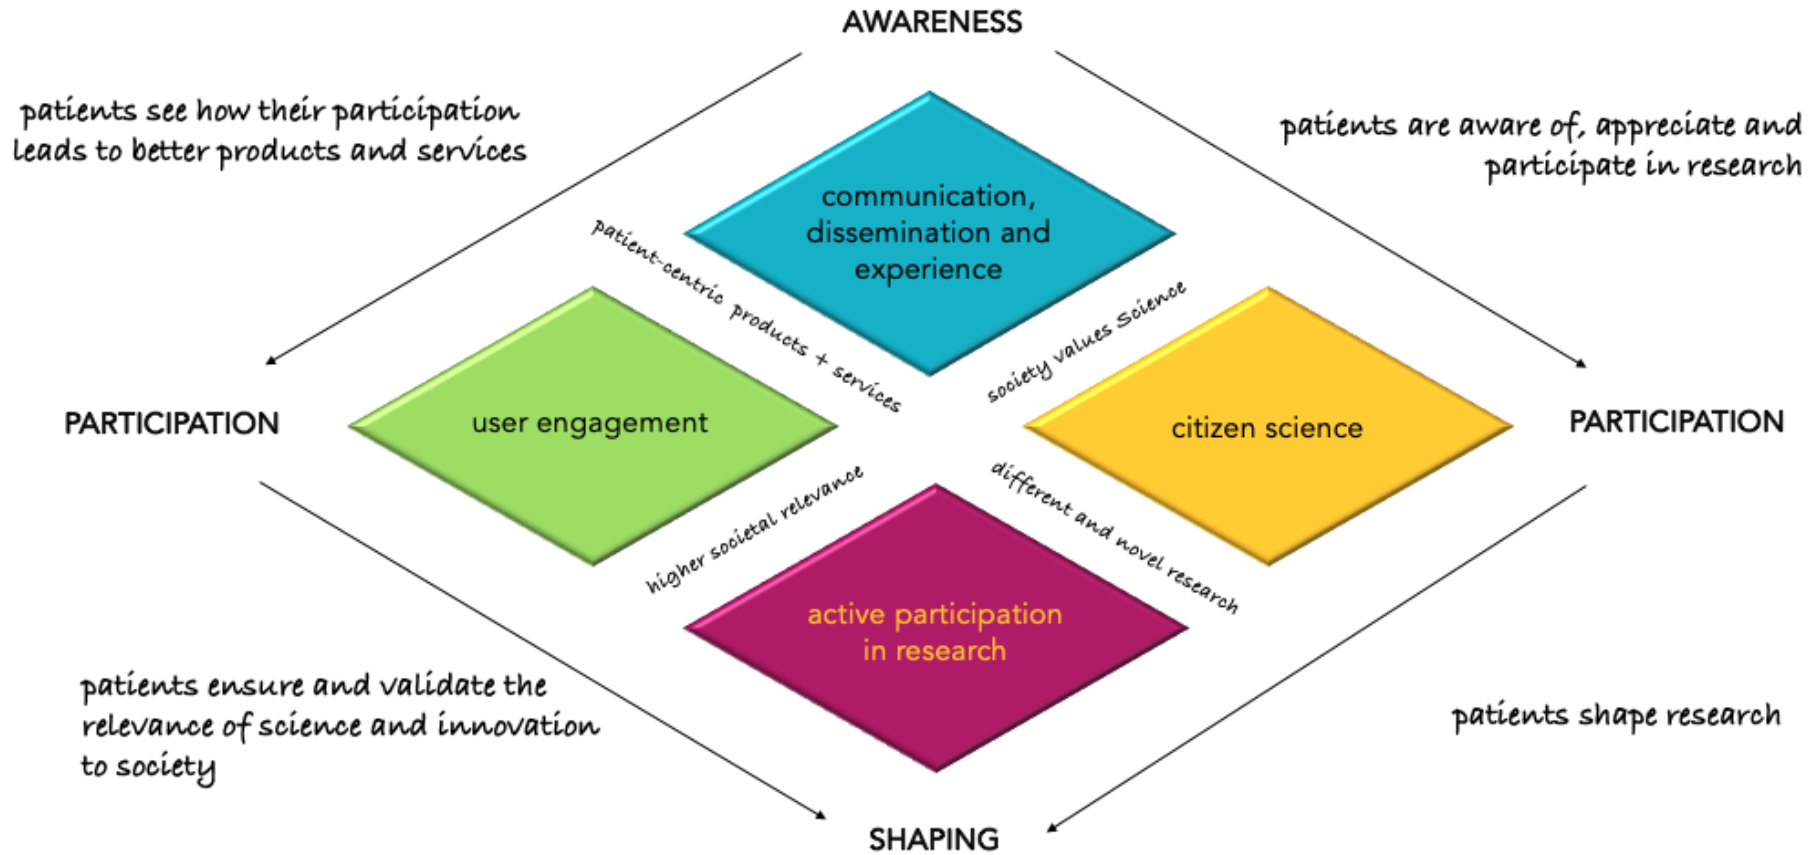 AWARENESS
patients see how their participation
leads to better products and services
patients are aware of, appreciate and
participate in research
communication,
dissemination and
experience
patient-centric products + services
society values Science
PARTICIPATION
user engagement
citizen science
PARTICIPATION
higher societal relevance
different and novel research
active participation
in research
patients ensure and validate the
relevance of science and innovation
to society
patients shape research
SHAPING